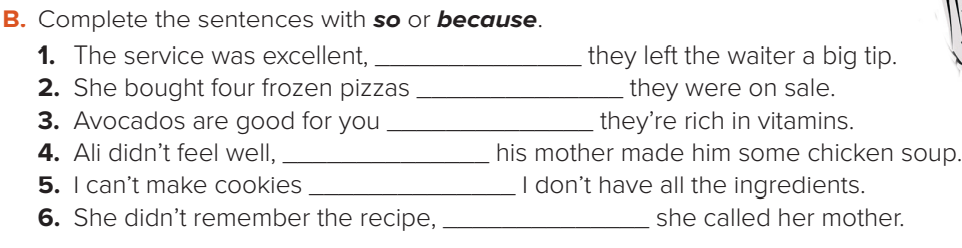 B. Complete the sentences with so or because.
1. The service was excellent, ________________ they left the waiter a big tip.
2. She bought four frozen pizzas ________________ they were on sale.
3. Avocados are good for you ________________ they’re rich in vitamins.
4. Ali didn’t feel well, ________________ his mother made him some chicken soup.
5. I can’t make cookies ________________ I don’t have all the ingredients.
6. She didn’t remember the recipe, ________________ she called her mother.